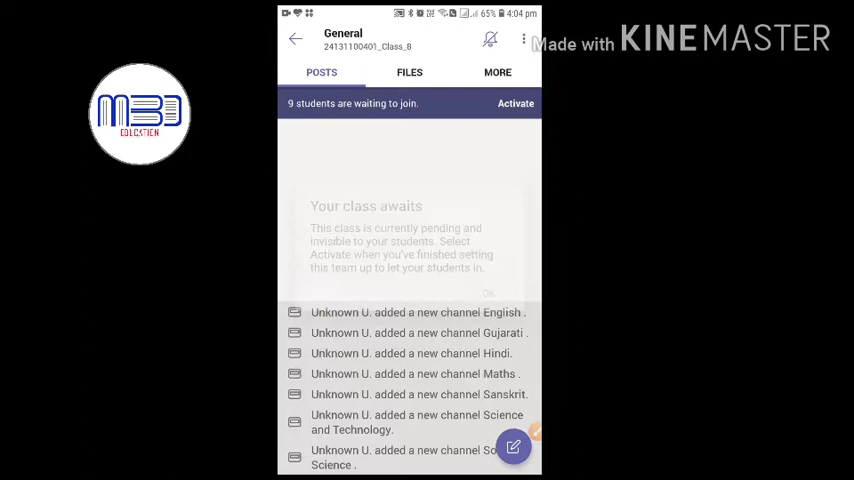 65% 4:04 pm
General
24131100401_Class_8
Made with KINEMASTER
POSTS FILES MORE
9 students are waiting to join. Activate
MBD
EDUCATION
Your class awaits
This class is currently pending and
invisible to your students. Select
Activate when you've finished setting
this team up to let your students in.
OK
Unknown U. added a new channel English .
Unknown U. added a new channel Gujarati .
Unknown U. added a new channel Hindi.
Unknown U. added a new channel Maths .
Unknown U. added a new channel Sanskrit.
Unknown U. added a new channel Science
and Technology.
Unknown U. added a new channel So
Science .